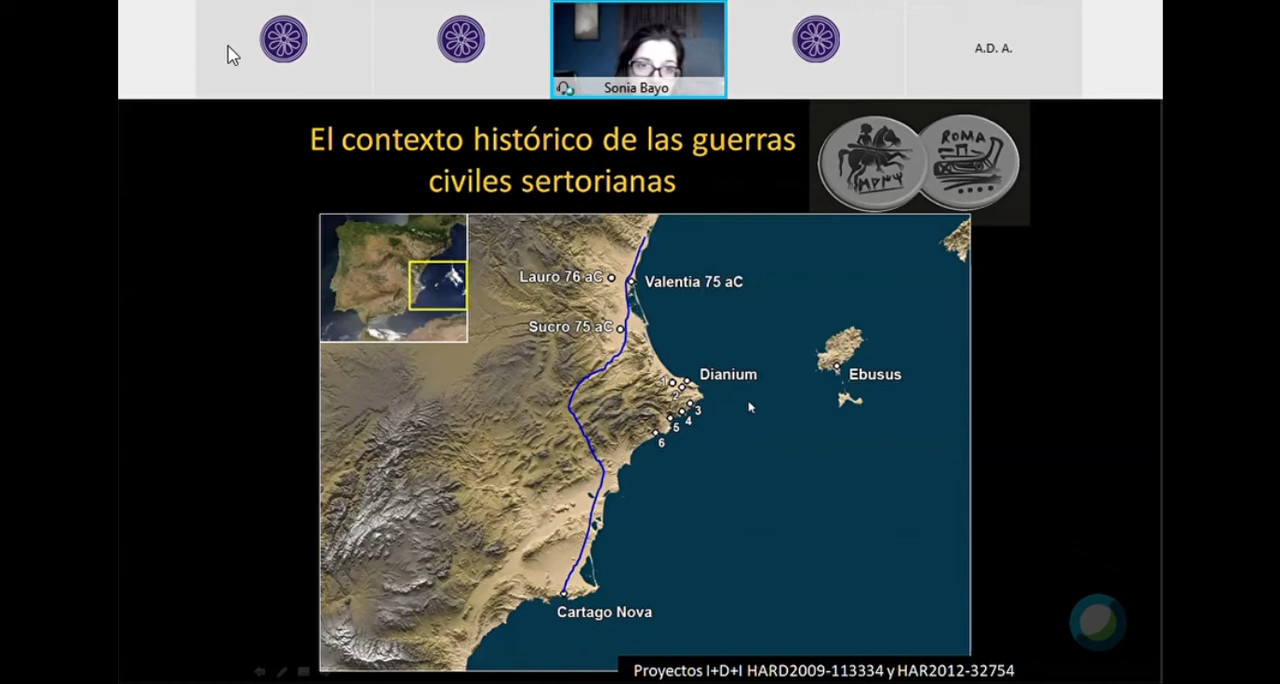 A.D. A.
Sonia Bayo
El contexto histórico de las guerras
civiles sertorianas
ROMA
Lauro 76 aC
Valentia 75 aC
Sucro 75 aC
Dianium
Ebusus
1
2
3
4
5
6
Cartago Nova
Proyectos I+D+I HARD2009-113334 y HAR2012-32754